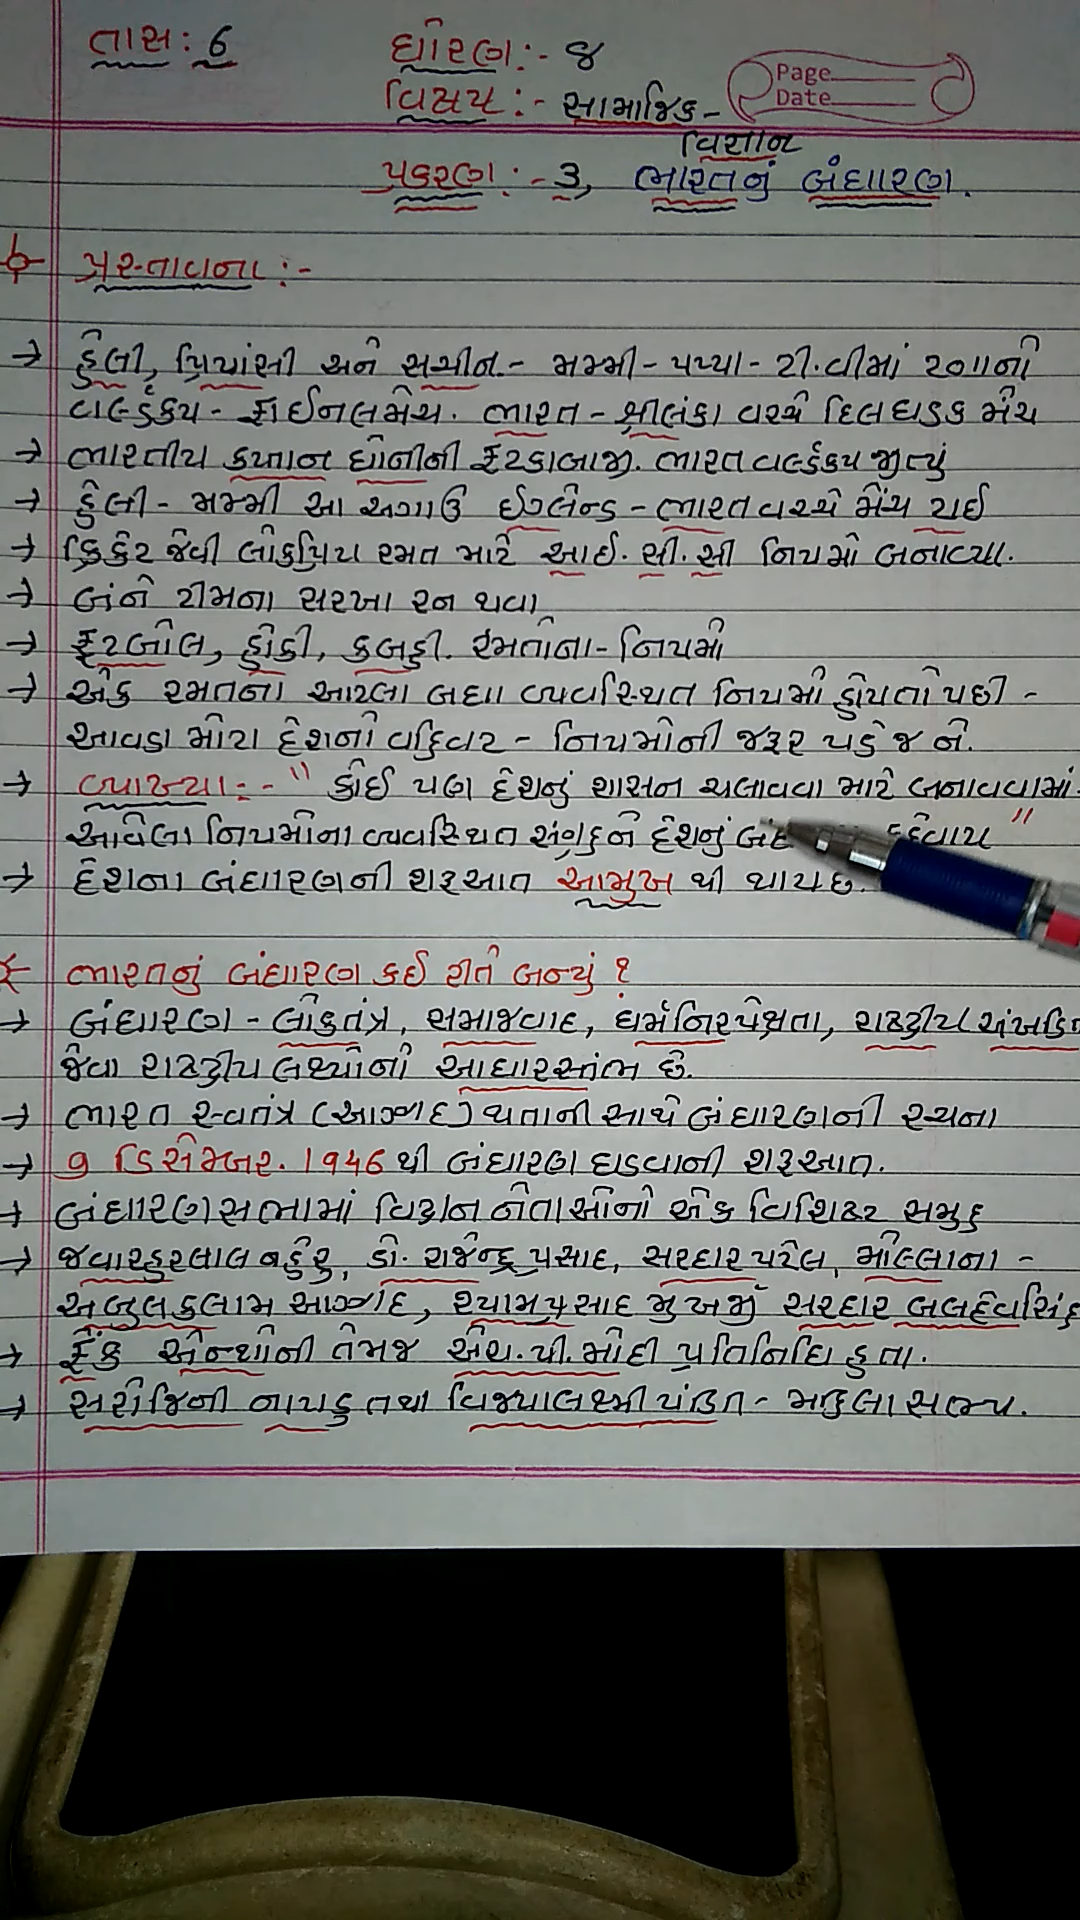 તાસ: 6
ધોરણ:- ૭
Page
વિષય:- સામાજિક-
Date
વિજ્ઞાન
પ્રકરણ:- 3, ભારતનું બંધારણ.
પ્રસ્તાવના:-
→ હેલી, પ્રિયાંસી અને સચીન.- મમ્મી-પપ્પા-ટી.વીમાં ૨૦૧૧નો
વર્લ્ડકપ-ફાઈનલમેચ. ભારત-શ્રીલંકા વચ્ચે દિલધડક મેચ
→ ભારતીય કપ્તાન ધોનીની ફટકાબાજી. ભારત વર્લ્ડકપ જીત્યું
→ હેલી-મમ્મી આ અગાઉ ઈંગ્લેન્ડ-ભારત વચ્ચે મેચ ટાઈ
→ ક્રિકેટ જેવી લોકપ્રિય રમત માટે આઈ.સી.સી નિયમો બનાવ્યા.
→ બંને ટીમના સરખા રન થવા
→ ફૂટબોલ, હોકી, કબડ્ડી. રમતોના-નિયમો
→ એક રમતનો આટલા બધા વ્યવસ્થિત નિયમો હોયતો પછી-
આવડા મોટા દેશનો વહિવટ-નિયમોની જરૂર પડે જ ને.
→ વ્યાખ્યા:-" કોઈ પણ દેશનું શાસન ચલાવવા માટે બનાવવામાં-
આવેલા નિયમોના વ્યવસ્થિત સંગ્રહને દેશનું કહેવાય"
→ દેશના બંધારણની શરૂઆત આમુખ થી થાય છે.
ભારતનું બંધારણ કઈ રીતે બન્યું ?
→ બંધારણ-લોકતંત્ર, સમાજવાદ, ધર્મનિરપેક્ષતા, રાષ્ટ્રીય
જેવા રાષ્ટ્રીય લક્ષ્યોનો આધારસ્તંભ છે.
→ ભારત સ્વતંત્ર (આઝાદ) થતાની સાથે બંધારણની રચના
→ 9 ડિસેમ્બર. 1946થી બંધારણ ઘડવાની શરૂઆત.
→ બંધારણસભામાં વિદ્વાન નેતાઓનો એક વિશિષ્ટ સમુહ
→ જવારહરલાલ નહેરુ, ડૉ. રાજેન્દ્રપ્રસાદ, સરદાર પટેલ, મૌલાના-
અબુલકલામ આઝાદ, શ્યામપ્રસાદ મુખર્જી સરદાર બલદેવસિંહ
→ ફ્રેંક એન્થોની તેમજ એચ.પી.મોદી પ્રતિનિધિ હતા.
→ સરોજિની નાયડુ તથા વિજયાલક્ષ્મી પંડિત-મહિલા સભ્ય.